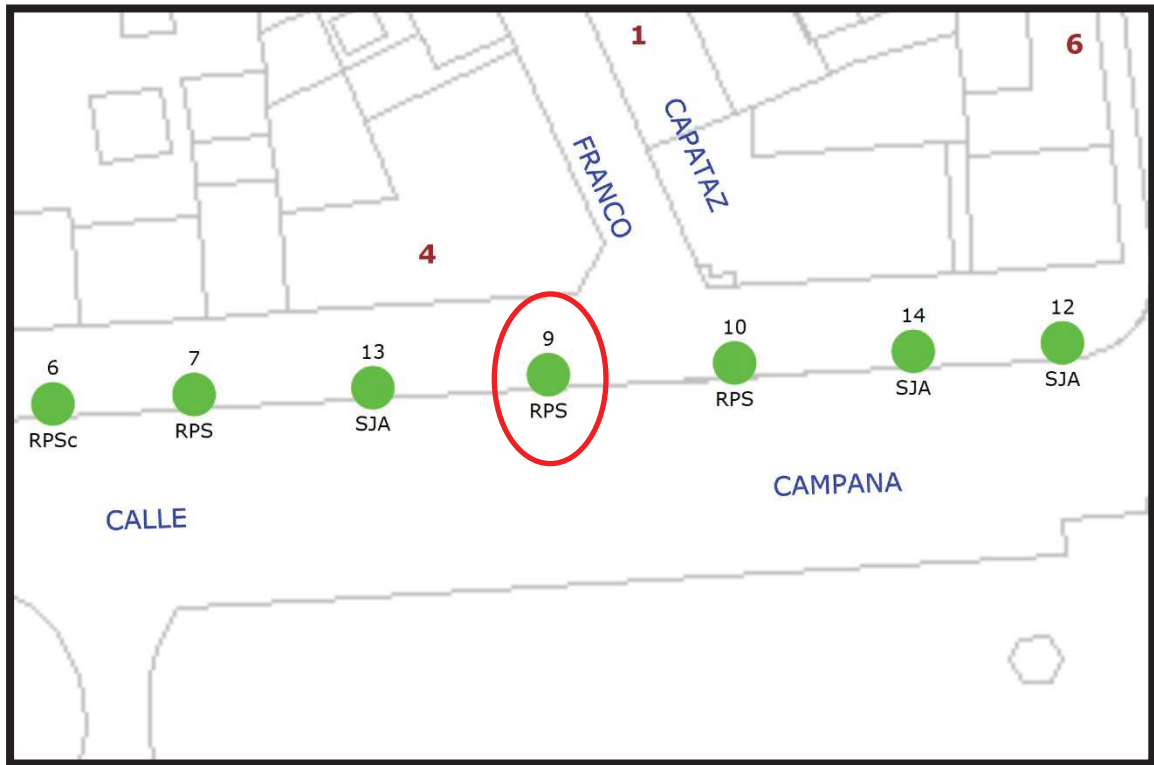 1
6
FRANCO
CAPATAZ
4
6
RPSc
7
RPS
13
SJA
9
RPS
10
RPS
14
SJA
12
SJA
CALLE
CAMPANA